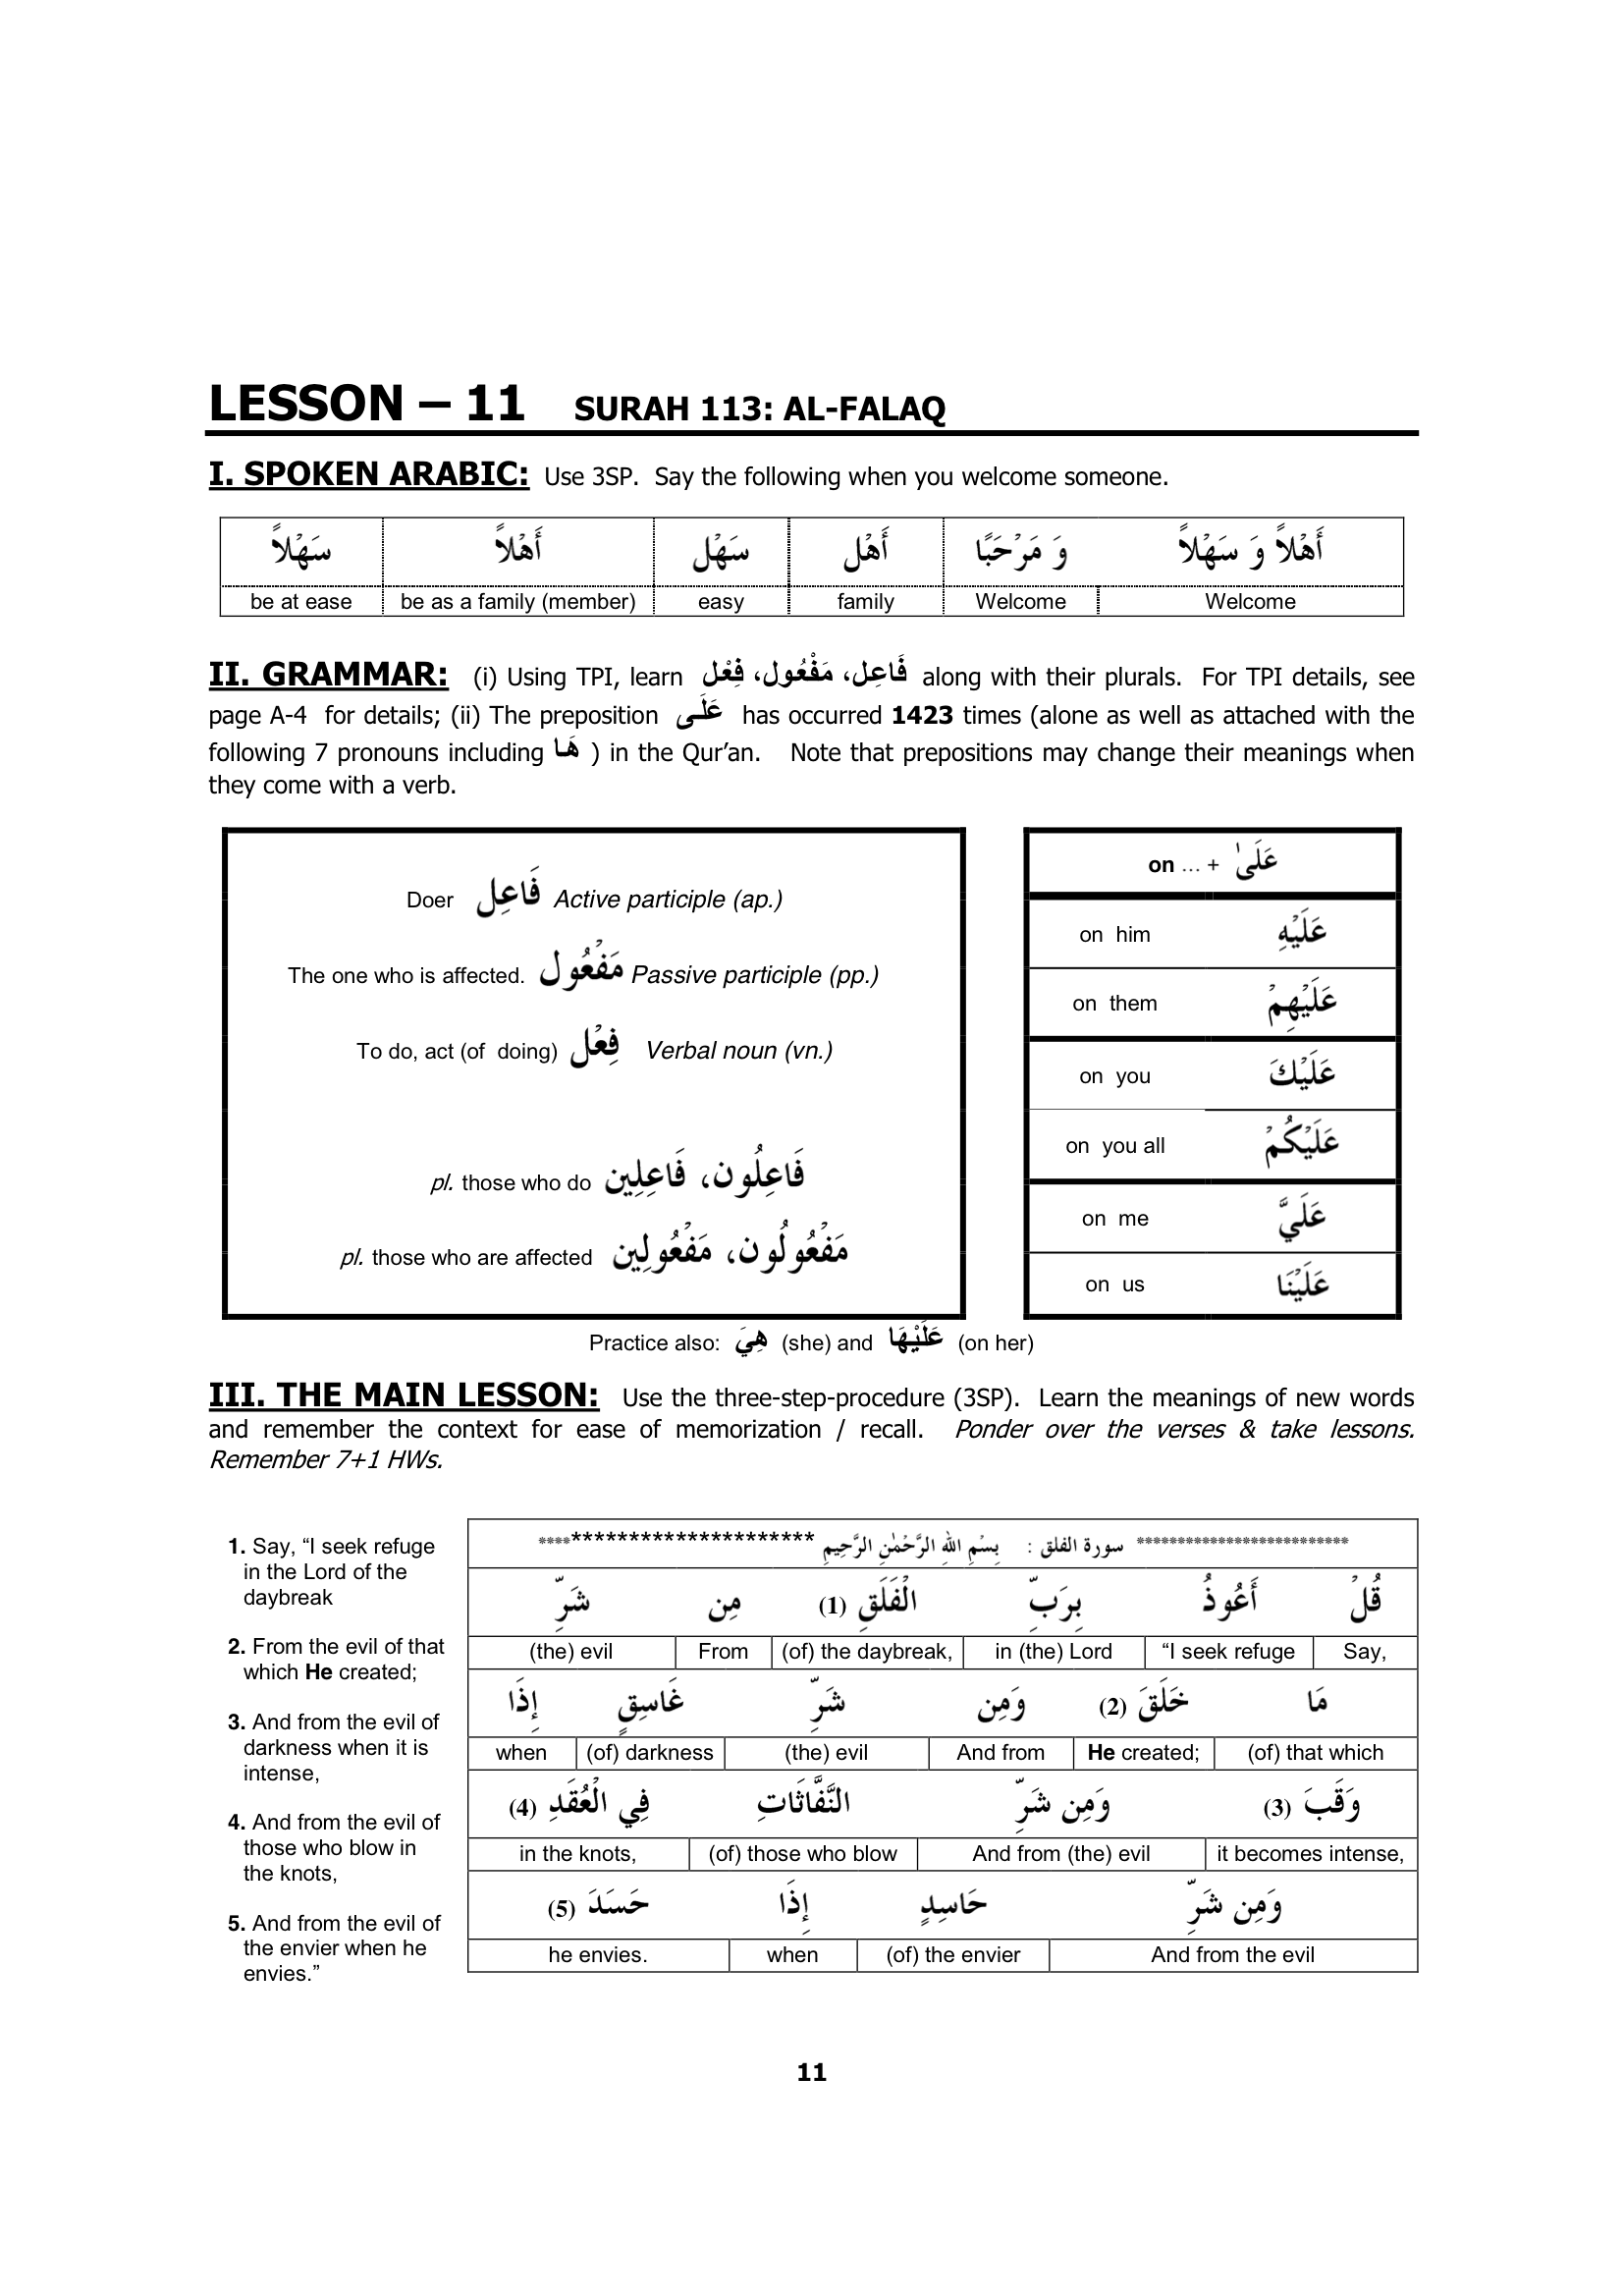 LESSON – 11 SURAH 113: AL-FALAQ
I. SPOKEN ARABIC: Use 3SP. Say the following when you welcome someone.
أَهْلاً وَ سَهْلاً وَ مَرْحَبًا أَهْل سَهْل أَهْلاً سَهْلاً
be at ease be as a family (member) easy family Welcome Welcome
II. GRAMMAR: (i) Using TPI, learn فَاعِل، مَفْعُول، فِعْل along with their plurals. For TPI details, see
page A-4 for details; (ii) The preposition عَلَـى has occurred 1423 times (alone as well as attached with the
following 7 pronouns including هَـا ) in the Qur’an. Note that prepositions may change their meanings when
they come with a verb.
Doer فَاعِل Active participle (ap.)
The one who is affected. مَفْعُول Passive participle (pp.)
To do, act (of doing) فِعْل Verbal noun (vn.)
pl. those who do فَاعِلُون، فَاعِلِين
pl. those who are affected مَفْعُولُون، مَفْعُولِين
on … + عَلَىٰ
on him عَلَيْهِ
on them عَلَيْهِمْ
on you عَلَيْكَ
on you all عَلَيْكُمْ
on me عَلَيَّ
on us عَلَيْنَا
Practice also: هِيَ (she) and عَلَيْهَا (on her)
III. THE MAIN LESSON: Use the three-step-procedure (3SP). Learn the meanings of new words
and remember the context for ease of memorization / recall. Ponder over the verses & take lessons.
Remember 7+1 HWs.
1. Say, “I seek refuge
in the Lord of the
daybreak
2. From the evil of that
which He created;
3. And from the evil of
darkness when it is
intense,
4. And from the evil of
those who blow in
the knots,
5. And from the evil of
the envier when he
envies.”
************************** سورة الفلق : بِسْمِ اللهِ الرَّحْمٰنِ الرَّحِيمِ *************************
قُلْ أَعُوذُ بِرَبِّ الْفَلَقِ (1) مِن شَرِّ
(the) evil From (of) the daybreak, in (the) Lord “I seek refuge Say,
مَا خَلَقَ (2) وَمِن شَرِّ غَاسِقٍ إِذَا
when (of) darkness (the) evil And from He created; (of) that which
وَقَبَ (3) وَمِن شَرِّ النَّفَّاثَاتِ فِي الْعُقَدِ (4)
in the knots, (of) those who blow And from (the) evil it becomes intense,
وَمِن شَرِّ حَاسِدٍ إِذَا حَسَدَ (5)
he envies. when (of) the envier And from the evil
11